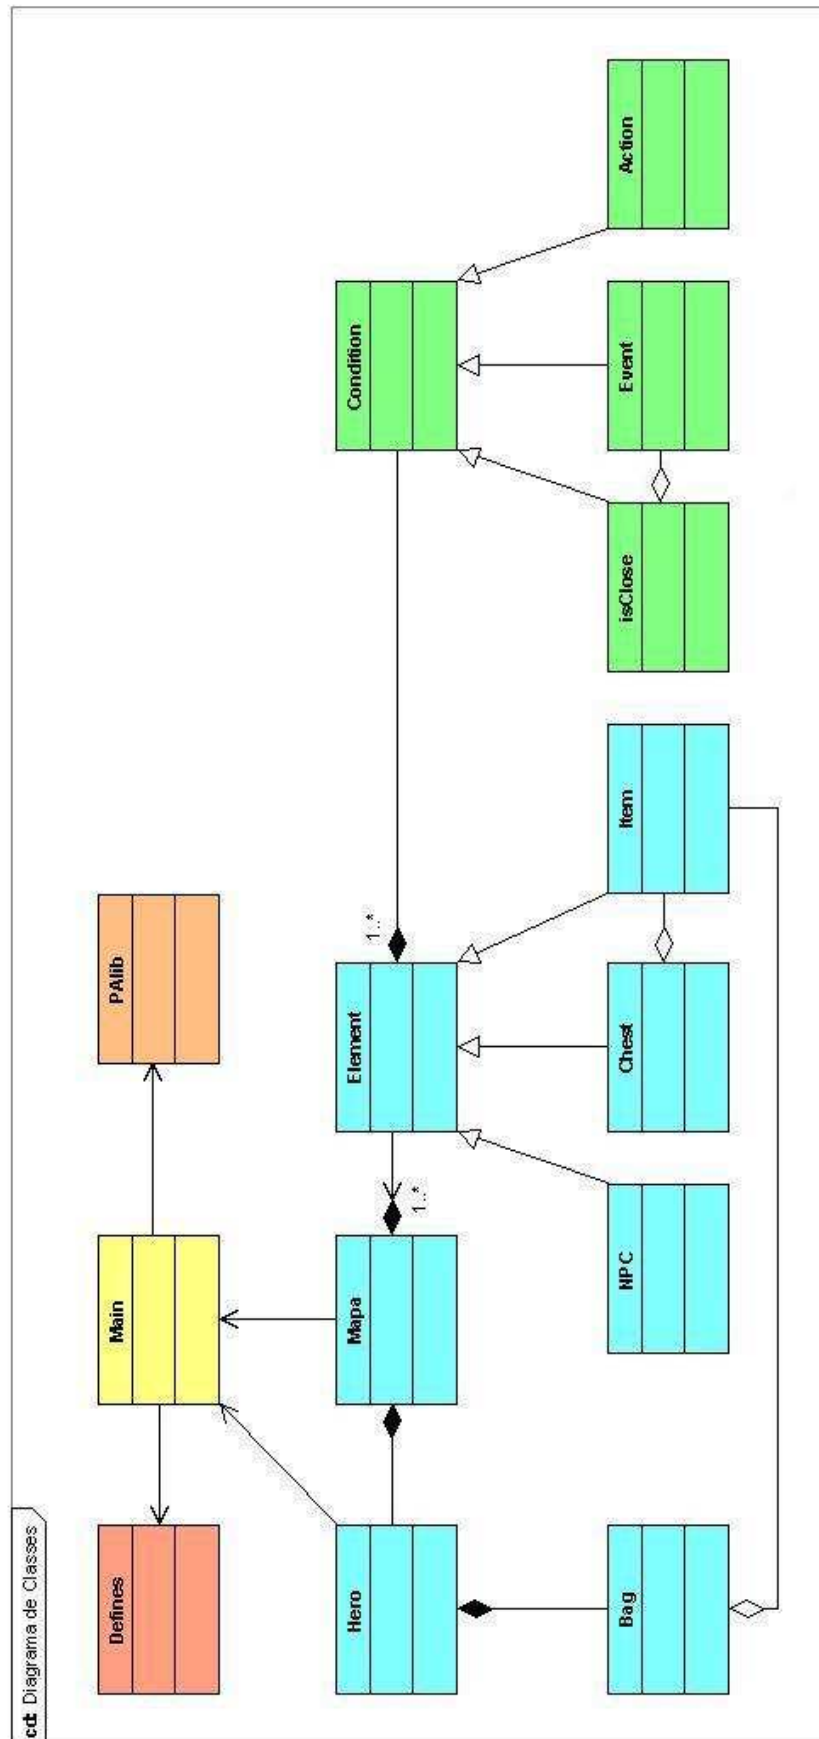 cd: Diagrama de Classes
Defines
Main
PAlib
Hero
Mapa
1..*
Element
1..*
Condition
Bag
NPC
Chest
Item
isClose
Event
Action